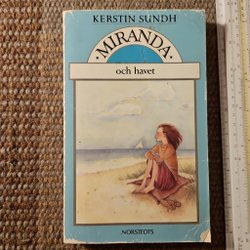 KERSTIN SUNDH
·MIRANDA·
och havet
NORSTEDTS